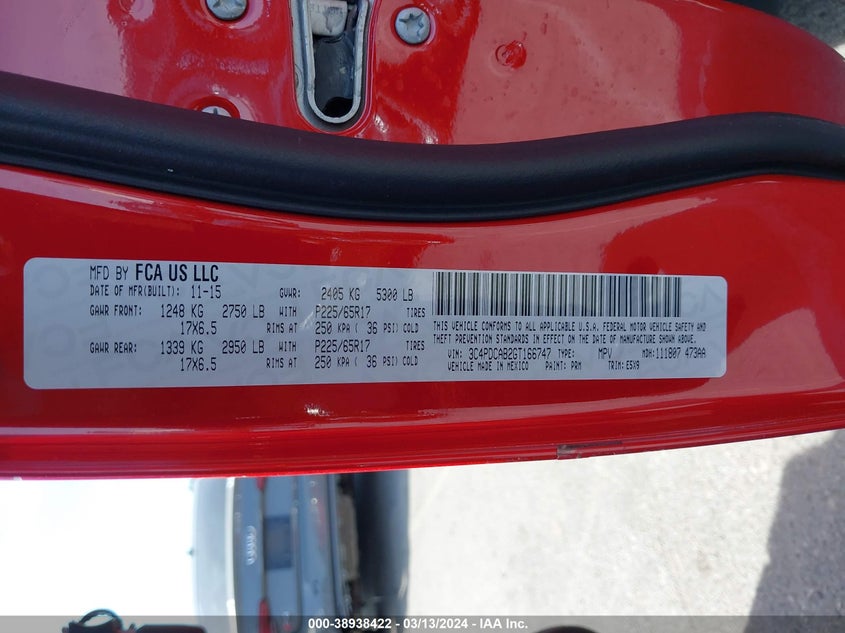 MFD BY FCA US LLC
DATE OF MFR(BUILT): 11-15 GVWR: 2405 KG 5300 LB
GAWR FRONT: 1248 KG 2750 LB WITH P225/65R17 TIRES
17X6.5 RIMS AT 250 KPA ( 36 PSI) COLD
GAWR REAR: 1339 KG 2950 LB WITH P225/65R17 TIRES
17X6.5 RIMS AT 250 KPA ( 36 PSI) COLD
THIS VEHICLE CONFORMS TO ALL APPLICABLE U.S.A. FEDERAL MOTOR VEHICLE SAFETY AND
THEFT PREVENTION STANDARDS IN EFFECT ON THE DATE OF MANUFACTURE SHOWN ABOVE.
VIN: 3C4PDCAB2GT166747 TYPE: MPV MDH: 111807 473AA
VEHICLE MADE IN MEXICO PAINT: PRM TRIM: E5X9
000-38938422 - 03/13/2024 - IAA Inc.